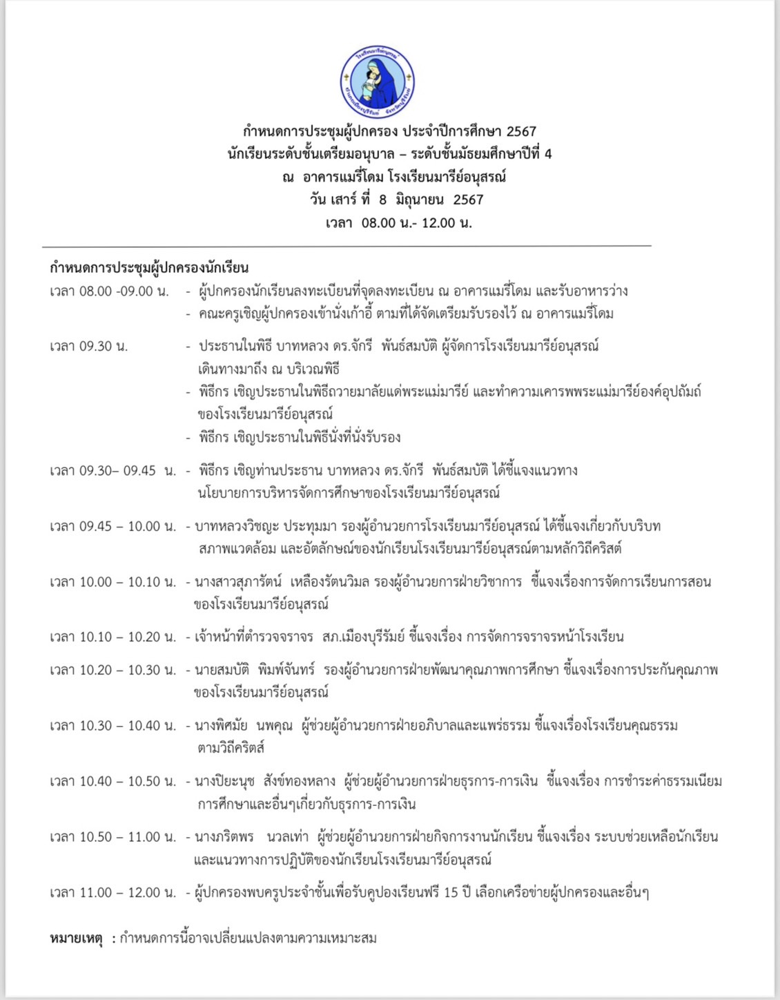 โรงเรียนมารีย์อนุสรณ์
อำเภอเมืองบุรีรัมย์ จังหวัดบุรีรัมย์
กำหนดการประชุมผู้ปกครอง ประจำปีการศึกษา 2567
นักเรียนระดับชั้นเตรียมอนุบาล – ระดับชั้นมัธยมศึกษาปีที่ 4
ณ อาคารแมรี่โดม โรงเรียนมารีย์อนุสรณ์
วัน เสาร์ ที่ 8 มิถุนายน 2567
เวลา 08.00 น.- 12.00 น.
กำหนดการประชุมผู้ปกครองนักเรียน
เวลา 08.00 -09.00 น. - ผู้ปกครองนักเรียนลงทะเบียนที่จุดลงทะเบียน ณ อาคารแมรี่โดม และรับอาหารว่าง
- คณะครูเชิญผู้ปกครองเข้านั่งเก้าอี้ ตามที่ได้จัดเตรียมรับรองไว้ ณ อาคารแมรี่โดม
เวลา 09.30 น. - ประธานในพิธี บาทหลวง ดร.จักรี พันธ์สมบัติ ผู้จัดการโรงเรียนมารีย์อนุสรณ์
เดินทางมาถึง ณ บริเวณพิธี
- พิธีกร เชิญประธานในพิธีถวายมาลัยแด่พระแม่มารีย์ และทำความเคารพพระแม่มารีย์องค์อุปถัมถ์
ของโรงเรียนมารีย์อนุสรณ์
- พิธีกร เชิญประธานในพิธีนั่งที่นั่งรับรอง
เวลา 09.30– 09.45 น. - พิธีกร เชิญท่านประธาน บาทหลวง ดร.จักรี พันธ์สมบัติ ได้ชี้แจงแนวทาง
นโยบายการบริหารจัดการศึกษาของโรงเรียนมารีย์อนุสรณ์
เวลา 09.45 – 10.00 น. - บาทหลวงวิชญะ ประทุมมา รองผู้อำนวยการโรงเรียนมารีย์อนุสรณ์ ได้ชี้แจงเกี่ยวกับบริบท
สภาพแวดล้อม และอัตลักษณ์ของนักเรียนโรงเรียนมารีย์อนุสรณ์ตามหลักวิถีคริสต์
เวลา 10.00 – 10.10 น. - นางสาวสุภารัตน์ เหลืองรัตนวิมล รองผู้อำนวยการฝ่ายวิชาการ ชี้แจงเรื่องการจัดการเรียนการสอน
ของโรงเรียนมารีย์อนุสรณ์
เวลา 10.10 – 10.20 น. - เจ้าหน้าที่ตำรวจจราจร สภ.เมืองบุรีรัมย์ ชี้แจงเรื่อง การจัดการจราจรหน้าโรงเรียน
เวลา 10.20 – 10.30 น. - นายสมบัติ พิมพ์จันทร์ รองผู้อำนวยการฝ่ายพัฒนาคุณภาพการศึกษา ชี้แจงเรื่องการประกันคุณภาพ
ของโรงเรียนมารีย์อนุสรณ์
เวลา 10.30 – 10.40 น. - นางพิศมัย นพคุณ ผู้ช่วยผู้อำนวยการฝ่ายอภิบาลและแพร่ธรรม ชี้แจงเรื่องโรงเรียนคุณธรรม
ตามวิถีคริตส์
เวลา 10.40 – 10.50 น. - นางปิยะนุช สังข์ทองหลาง ผู้ช่วยผู้อำนวยการฝ่ายธุรการ-การเงิน ชี้แจงเรื่อง การชำระค่าธรรมเนียม
การศึกษาและอื่นๆเกี่ยวกับธุรการ-การเงิน
เวลา 10.50 – 11.00 น. - นางภริตพร นวลเท่า ผู้ช่วยผู้อำนวยการฝ่ายกิจการงานนักเรียน ชี้แจงเรื่อง ระบบช่วยเหลือนักเรียน
และแนวทางการปฏิบัติของนักเรียนโรงเรียนมารีย์อนุสรณ์
เวลา 11.00 – 12.00 น. - ผู้ปกครองพบครูประจำชั้นเพื่อรับคูปองเรียนฟรี 15 ปี เลือกเครือข่ายผู้ปกครองและอื่นๆ
หมายเหตุ : กำหนดการนี้อาจเปลี่ยนแปลงตามความเหมาะสม